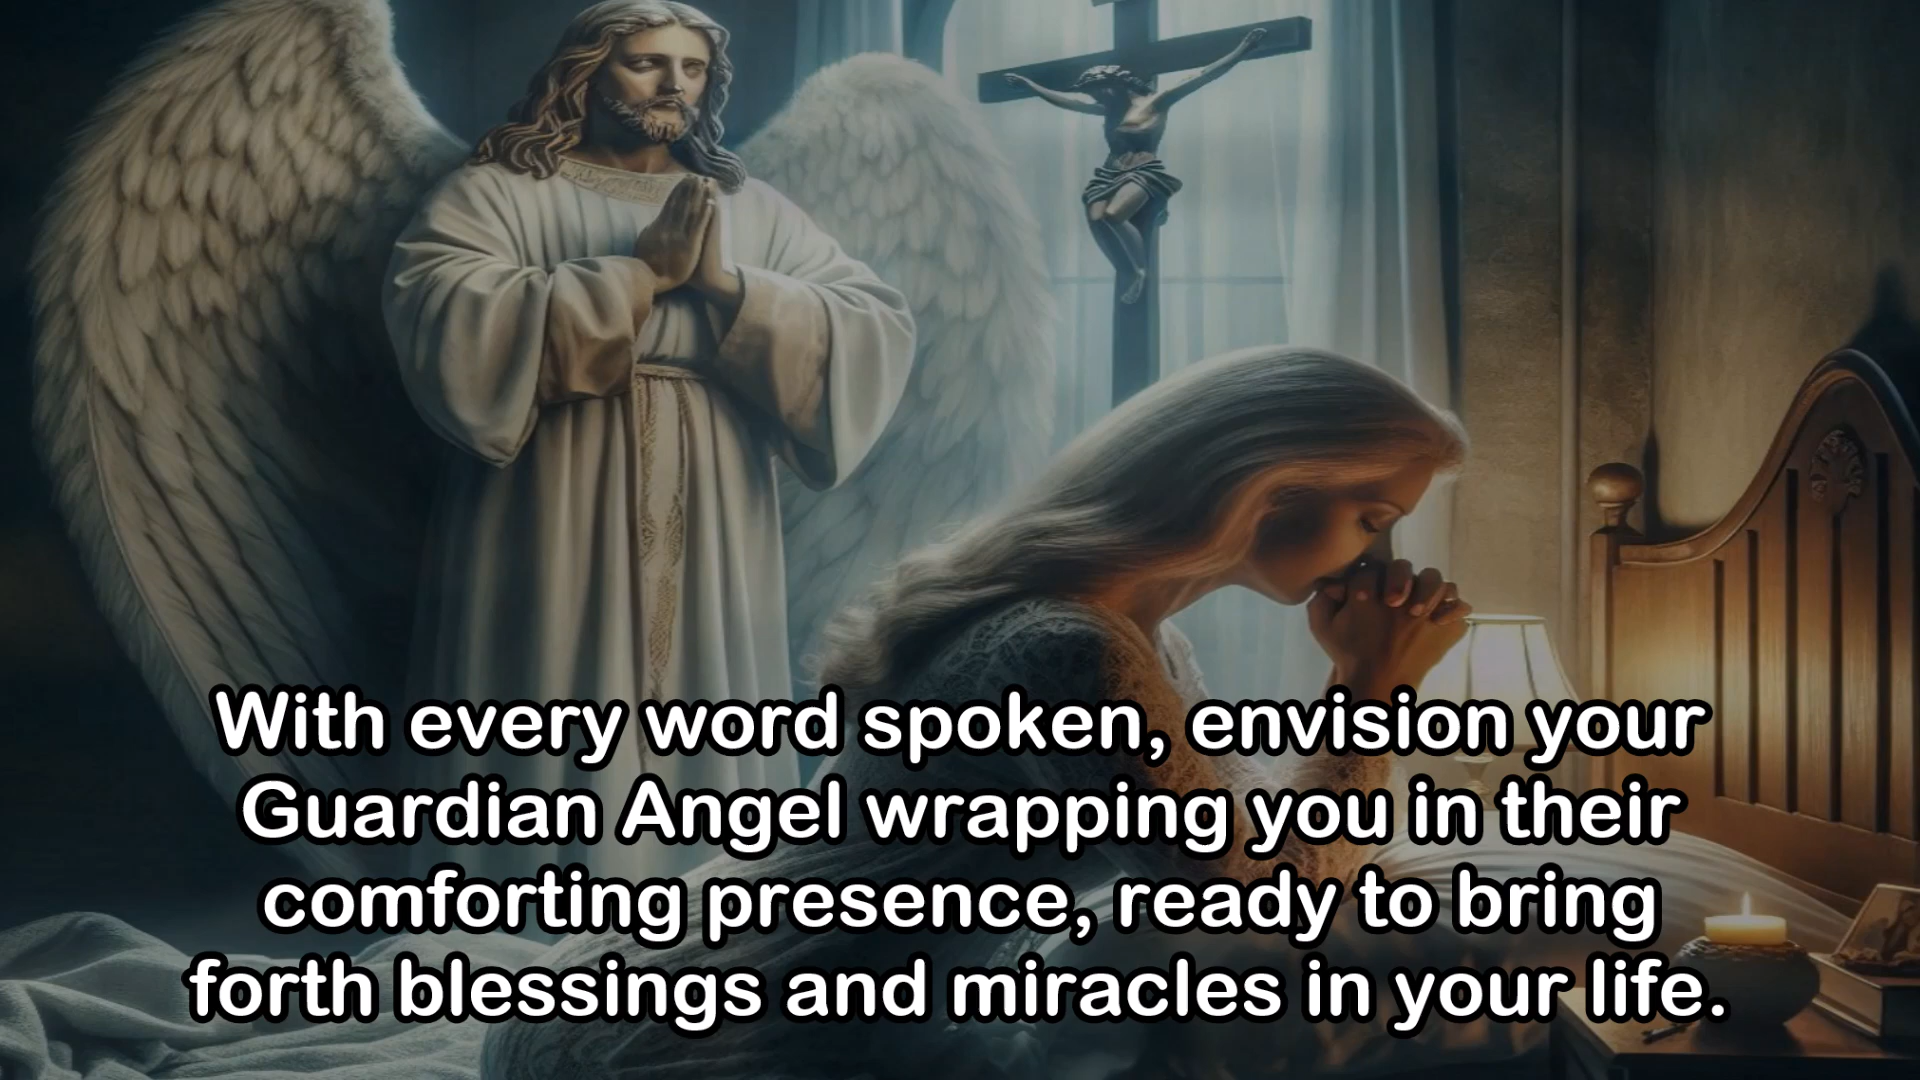 With every word spoken, envision your
Guardian Angel wrapping you in their
comforting presence, ready to bring
forth blessings and miracles in your life.